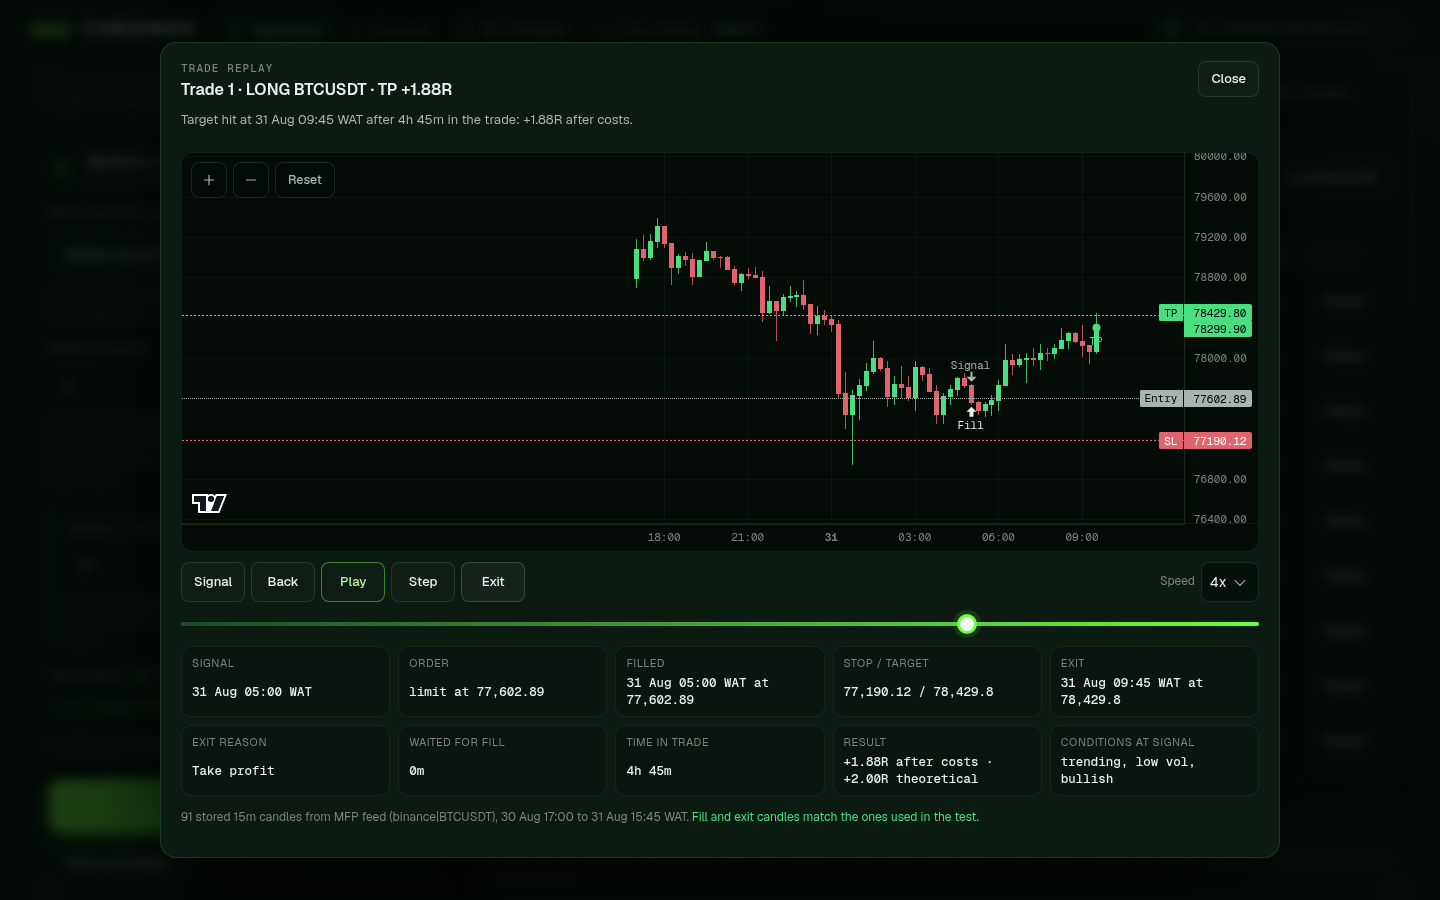 TRADE REPLAY
Trade 1 · LONG BTCUSDT · TP +1.88R
Close
Target hit at 31 Aug 09:45 WAT after 4h 45m in the trade: +1.88R after costs.
+ − Reset
80000.00
79600.00
79200.00
78800.00
TP 78429.80
78299.90
TP
78000.00
Signal
Entry 77602.89
Fill
SL 77190.12
76800.00
76400.00
18:00 21:00 31 03:00 06:00 09:00
Signal Back Play Step Exit Speed 4x
SIGNAL
31 Aug 05:00 WAT
ORDER
limit at 77,602.89
FILLED
31 Aug 05:00 WAT at
77,602.89
STOP / TARGET
77,190.12 / 78,429.8
EXIT
31 Aug 09:45 WAT at
78,429.8
EXIT REASON
Take profit
WAITED FOR FILL
0m
TIME IN TRADE
4h 45m
RESULT
+1.88R after costs ·
+2.00R theoretical
CONDITIONS AT SIGNAL
trending, low vol,
bullish
91 stored 15m candles from MFP feed (binance|BTCUSDT), 30 Aug 17:00 to 31 Aug 15:45 WAT. Fill and exit candles match the ones used in the test.